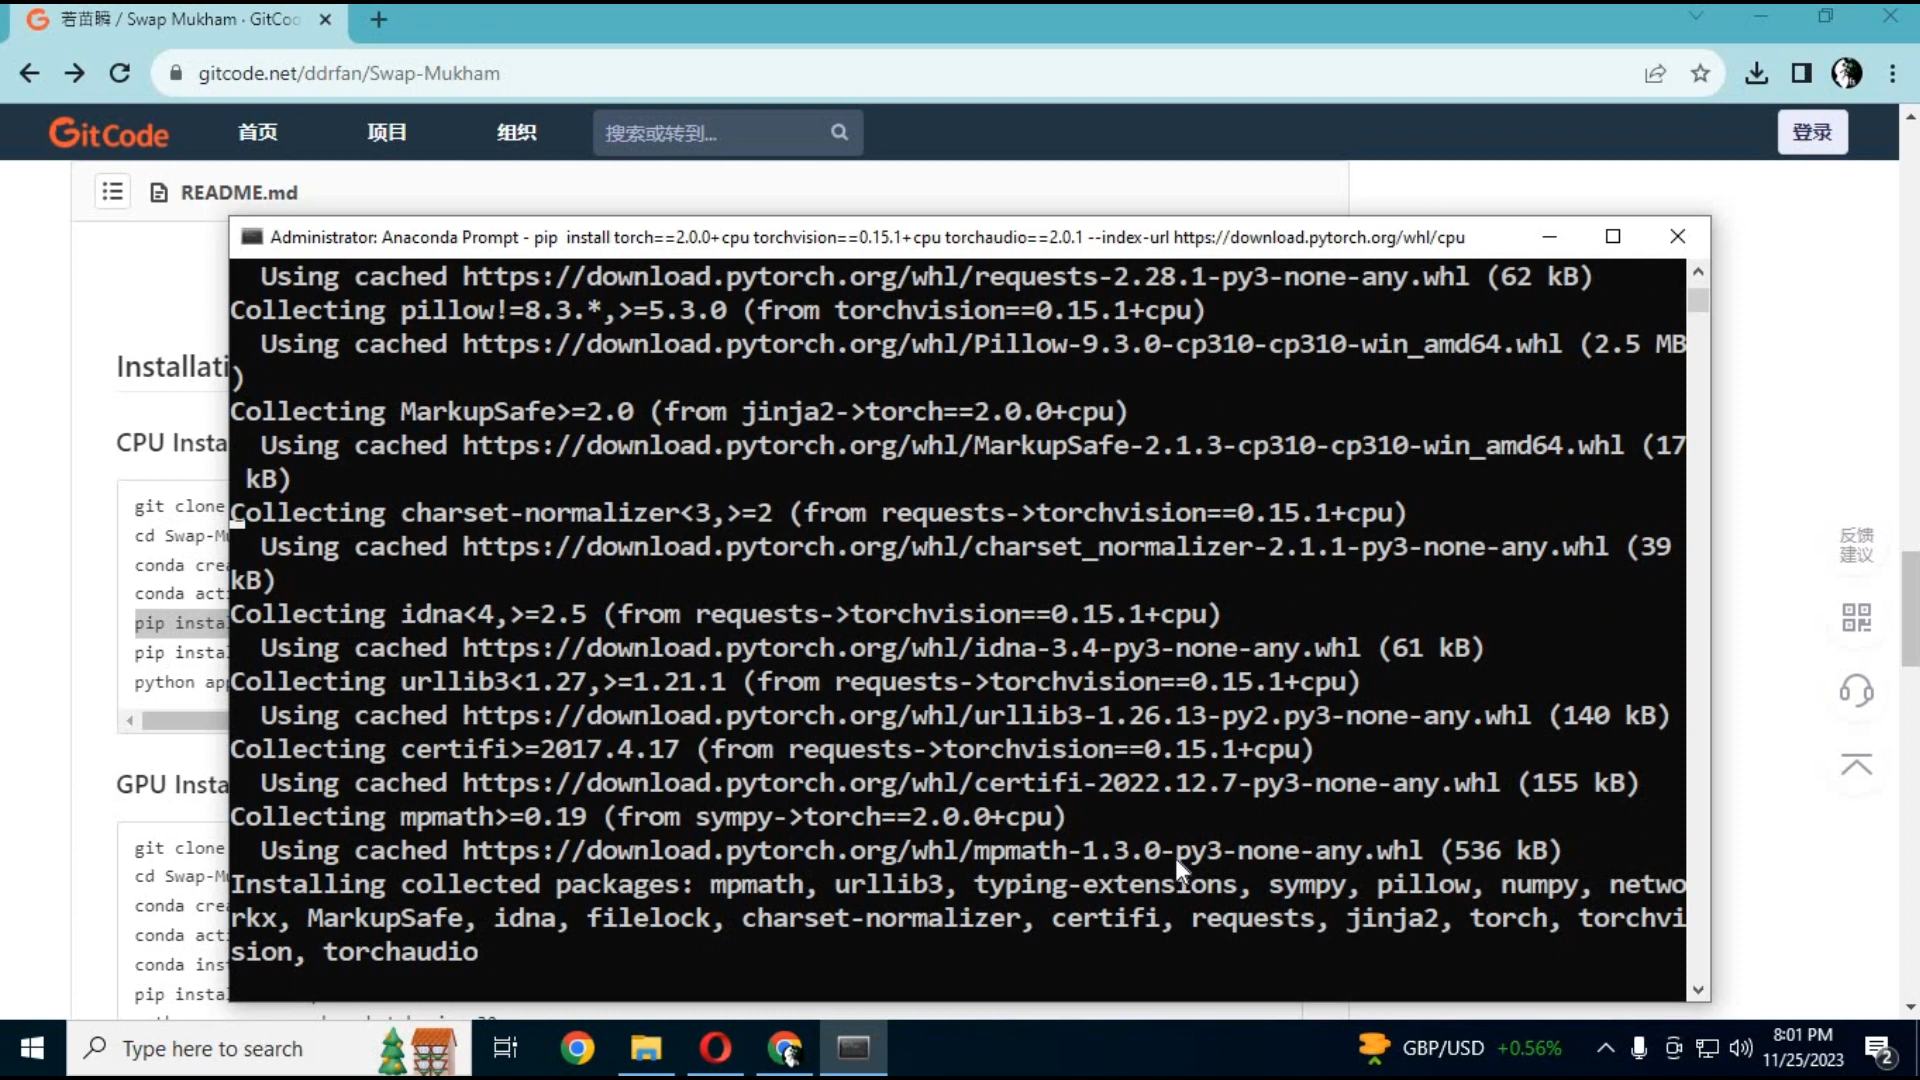 若苗瞬 / Swap Mukham · GitCo
gitcode.net/ddrfan/Swap-Mukham
GitCode
首页
项目
组织
搜索或转到...
登录
README.md
Administrator: Anaconda Prompt - pip  install torch==2.0.0+cpu torchvision==0.15.1+cpu torchaudio==2.0.1 --index-url https://download.pytorch.org/whl/cpu
Using cached https://download.pytorch.org/whl/requests-2.28.1-py3-none-any.whl (62 kB)
Collecting pillow!=8.3.*,>=5.3.0 (from torchvision==0.15.1+cpu)
Using cached https://download.pytorch.org/whl/Pillow-9.3.0-cp310-cp310-win_amd64.whl (2.5 MB
)
Collecting MarkupSafe>=2.0 (from jinja2->torch==2.0.0+cpu)
Using cached https://download.pytorch.org/whl/MarkupSafe-2.1.3-cp310-cp310-win_amd64.whl (17
kB)
Collecting charset-normalizer<3,>=2 (from requests->torchvision==0.15.1+cpu)
Using cached https://download.pytorch.org/whl/charset_normalizer-2.1.1-py3-none-any.whl (39
kB)
Collecting idna<4,>=2.5 (from requests->torchvision==0.15.1+cpu)
Using cached https://download.pytorch.org/whl/idna-3.4-py3-none-any.whl (61 kB)
Collecting urllib3<1.27,>=1.21.1 (from requests->torchvision==0.15.1+cpu)
Using cached https://download.pytorch.org/whl/urllib3-1.26.13-py2.py3-none-any.whl (140 kB)
Collecting certifi>=2017.4.17 (from requests->torchvision==0.15.1+cpu)
Using cached https://download.pytorch.org/whl/certifi-2022.12.7-py3-none-any.whl (155 kB)
Collecting mpmath>=0.19 (from sympy->torch==2.0.0+cpu)
Using cached https://download.pytorch.org/whl/mpmath-1.3.0-py3-none-any.whl (536 kB)
Installing collected packages: mpmath, urllib3, typing-extensions, sympy, pillow, numpy, netwo
rkx, MarkupSafe, idna, filelock, charset-normalizer, certifi, requests, jinja2, torch, torchvi
sion, torchaudio
Installati
CPU Insta
git clone
cd Swap-Mu
conda crea
conda acti
pip instal
pip instal
python app
GPU Insta
git clone
cd Swap-Mu
conda crea
conda acti
conda inst
pip instal
反馈
建议
Type here to search
GBP/USD +0.56%
8:01 PM
11/25/2023
2